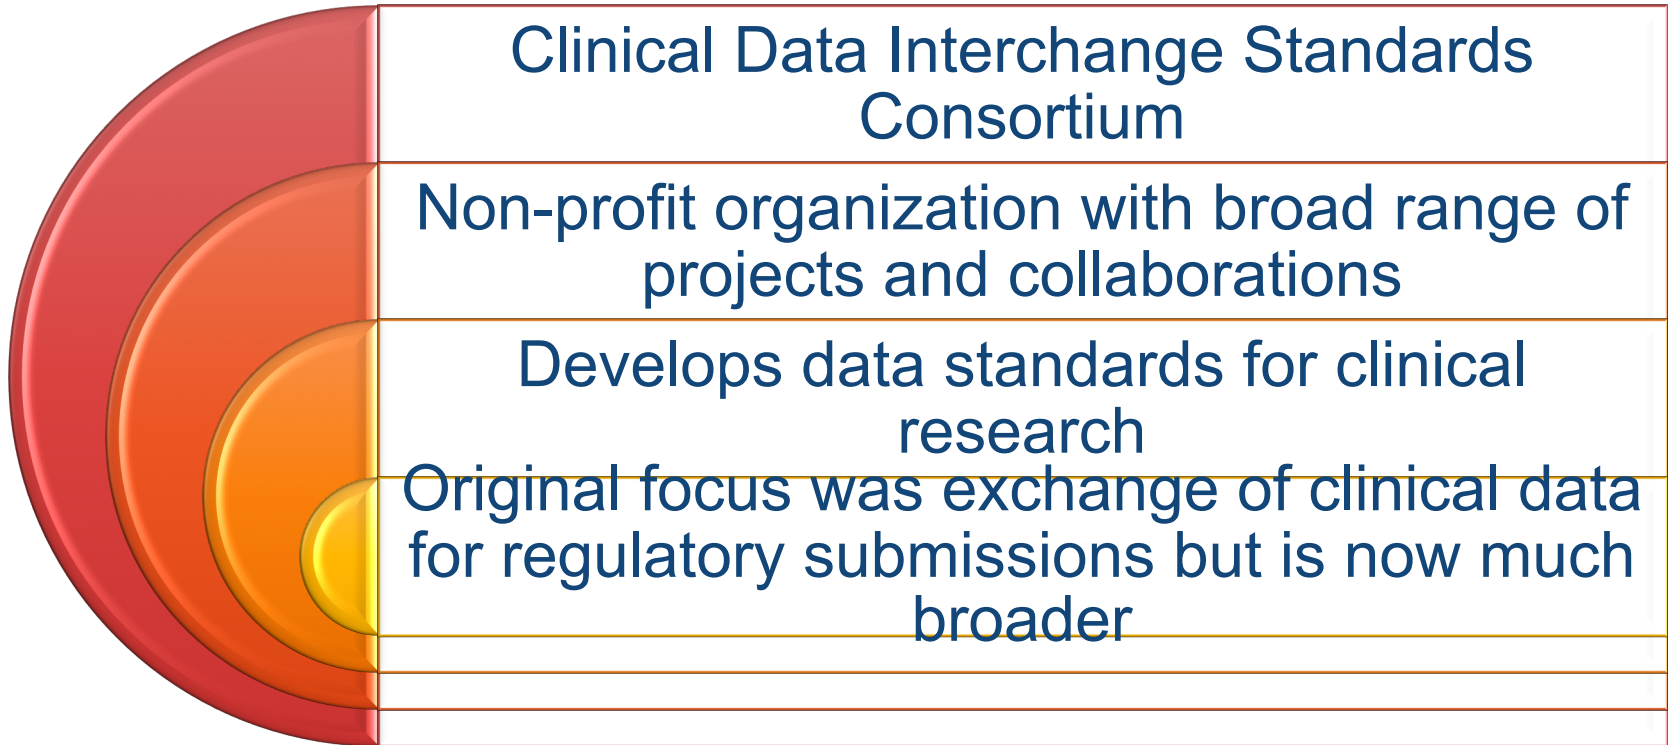 Clinical Data Interchange Standards
Consortium
Non-profit organization with broad range of
projects and collaborations
Develops data standards for clinical
research
Original focus was exchange of clinical data
for regulatory submissions but is now much
broader